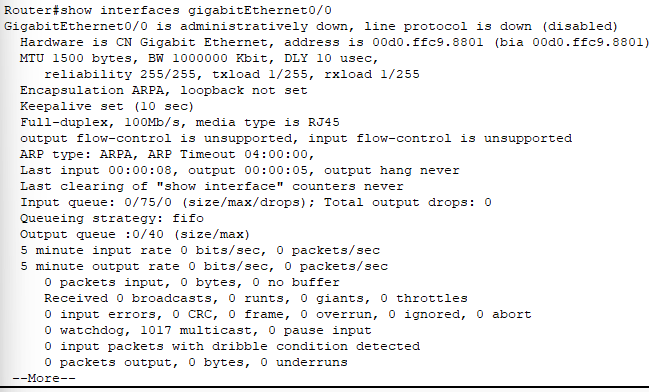 Router#show interfaces gigabitEthernet0/0
GigabitEthernet0/0 is administratively down, line protocol is down (disabled)
Hardware is CN Gigabit Ethernet, address is 00d0.ffc9.8801 (bia 00d0.ffc9.8801)
MTU 1500 bytes, BW 1000000 Kbit, DLY 10 usec,
reliability 255/255, txload 1/255, rxload 1/255
Encapsulation ARPA, loopback not set
Keepalive set (10 sec)
Full-duplex, 100Mb/s, media type is RJ45
output flow-control is unsupported, input flow-control is unsupported
ARP type: ARPA, ARP Timeout 04:00:00,
Last input 00:00:08, output 00:00:05, output hang never
Last clearing of "show interface" counters never
Input queue: 0/75/0 (size/max/drops); Total output drops: 0
Queueing strategy: fifo
Output queue :0/40 (size/max)
5 minute input rate 0 bits/sec, 0 packets/sec
5 minute output rate 0 bits/sec, 0 packets/sec
0 packets input, 0 bytes, 0 no buffer
Received 0 broadcasts, 0 runts, 0 giants, 0 throttles
0 input errors, 0 CRC, 0 frame, 0 overrun, 0 ignored, 0 abort
0 watchdog, 1017 multicast, 0 pause input
0 input packets with dribble condition detected
0 packets output, 0 bytes, 0 underruns
--More--